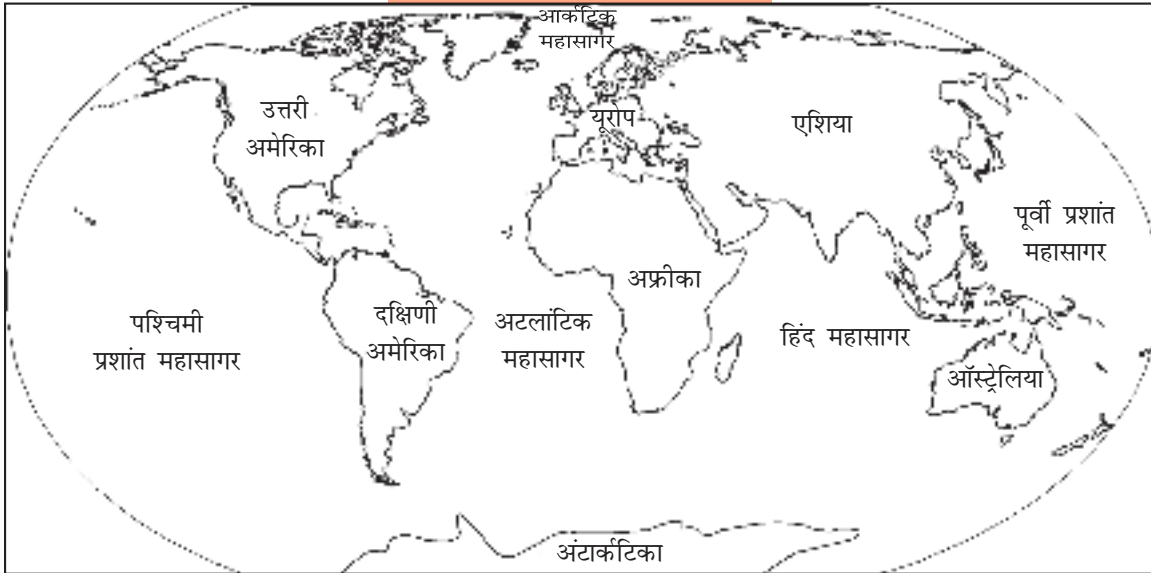 आर्कटिक
महासागर
उत्तरी
अमेरिका
यूरोप
एशिया
पूर्वी प्रशांत
महासागर
अफ्रीका
पश्चिमी
प्रशांत महासागर
दक्षिणी
अमेरिका
अटलांटिक
महासागर
हिंद महासागर
ऑस्ट्रेलिया
अंटार्कटिका